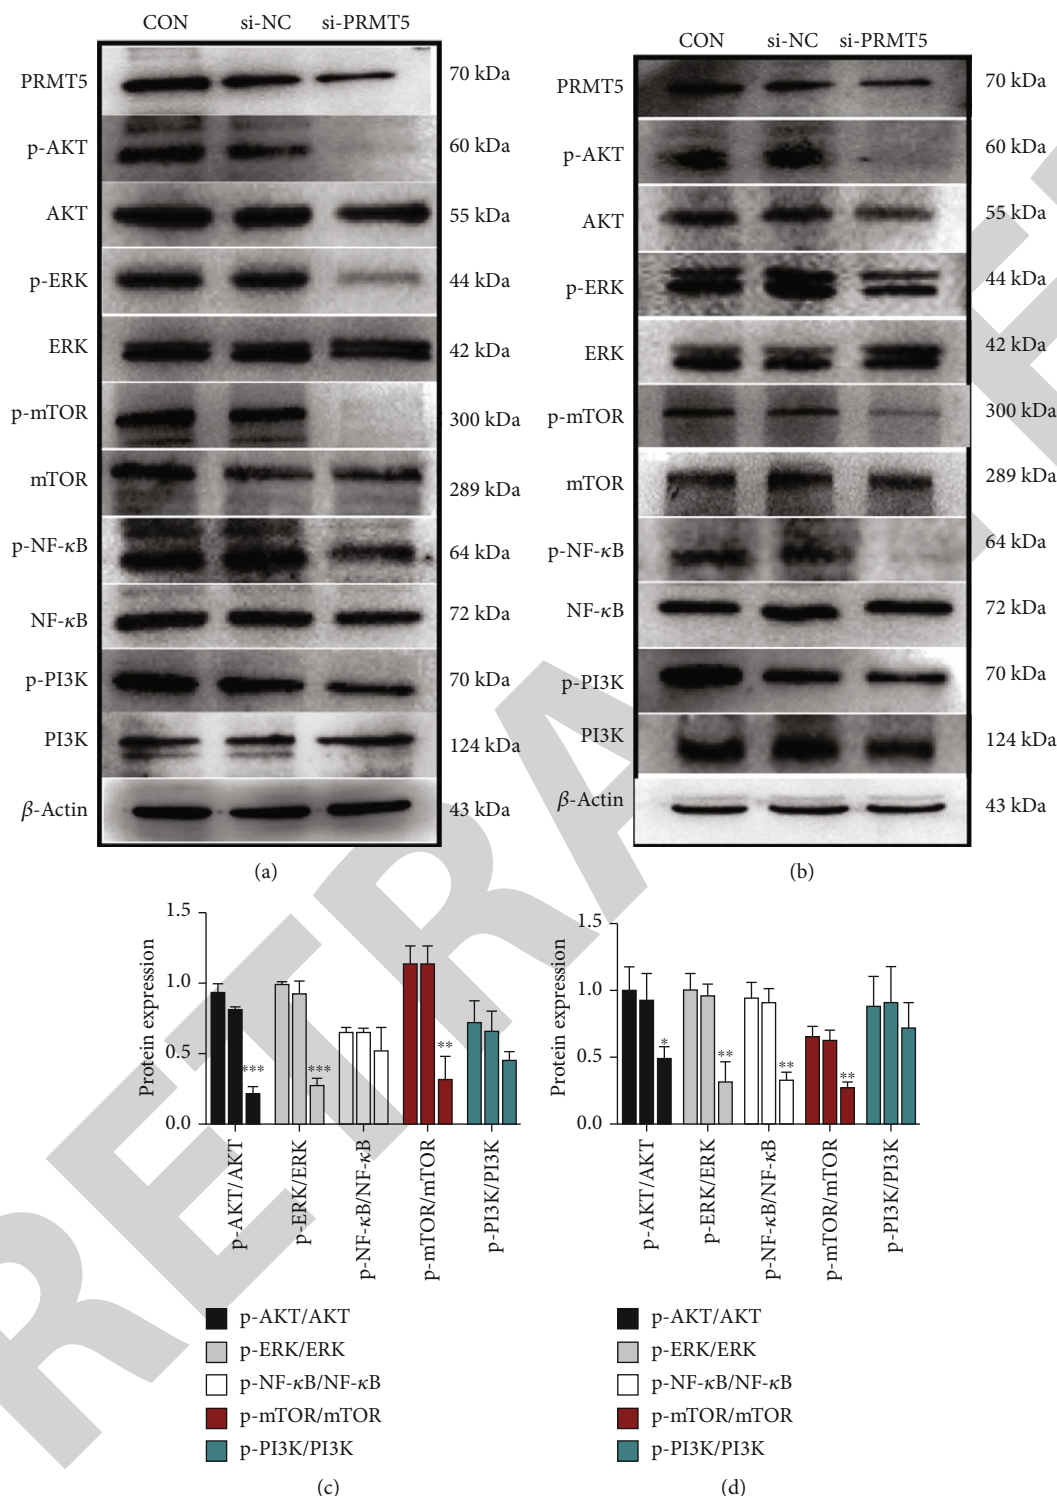 CON si-NC si-PRMT5
PRMT5 70 kDa
p-AKT 60 kDa
AKT 55 kDa
p-ERK 44 kDa
ERK 42 kDa
p-mTOR 300 kDa
mTOR 289 kDa
p-NF-κB 64 kDa
NF-κB 72 kDa
p-PI3K 70 kDa
PI3K 124 kDa
β-Actin 43 kDa
(a)
CON si-NC si-PRMT5
PRMT5 70 kDa
p-AKT 60 kDa
AKT 55 kDa
p-ERK 44 kDa
ERK 42 kDa
p-mTOR 300 kDa
mTOR 289 kDa
p-NF-κB 64 kDa
NF-κB 72 kDa
p-PI3K 70 kDa
PI3K 124 kDa
β-Actin 43 kDa
(b)
Protein expression
1.5
1.0
0.5
0.0
*** *** **
p-AKT/AKT
p-ERK/ERK
p-NF-κB/NF-κB
p-mTOR/mTOR
p-PI3K/PI3K
p-AKT/AKT
p-ERK/ERK
p-NF-κB/NF-κB
p-mTOR/mTOR
p-PI3K/PI3K
(c)
Protein expression
1.5
1.0
0.5
0.0
* ** ** **
p-AKT/AKT
p-ERK/ERK
p-NF-κB/NF-κB
p-mTOR/mTOR
p-PI3K/PI3K
p-AKT/AKT
p-ERK/ERK
p-NF-κB/NF-κB
p-mTOR/mTOR
p-PI3K/PI3K
(d)
RETRA